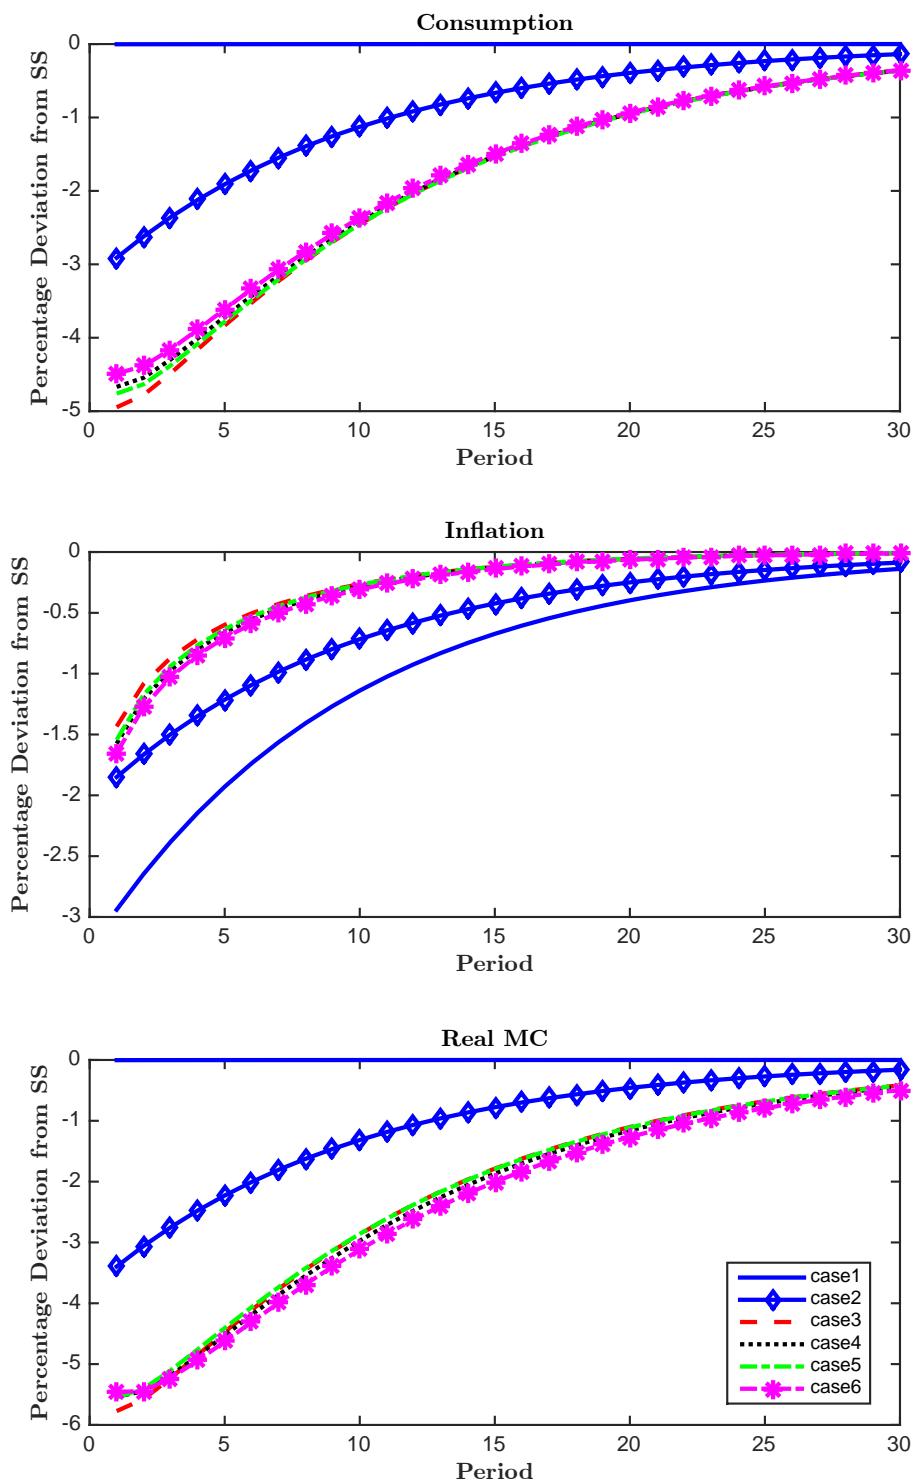 Consumption
Percentage Deviation from SS
0
-1
-2
-3
-4
-5
0 5 10 15 20 25 30
Period
Inflation
Percentage Deviation from SS
0
-0.5
-1
-1.5
-2
-2.5
-3
0 5 10 15 20 25 30
Period
Real MC
Percentage Deviation from SS
0
-1
-2
-3
-4
-5
-6
case1
case2
case3
case4
case5
case6
0 5 10 15 20 25 30
Period